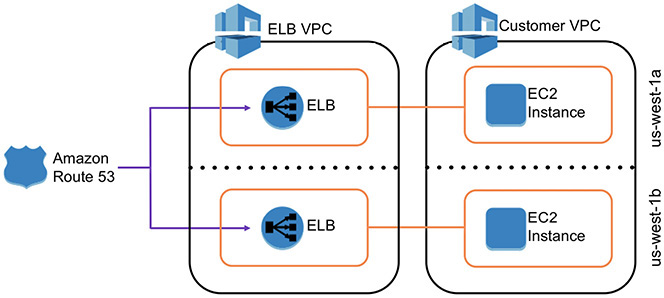 ELB VPC
Customer VPC
ELB
EC2
Instance
us-west-1a
Amazon
Route 53
ELB
EC2
Instance
us-west-1b